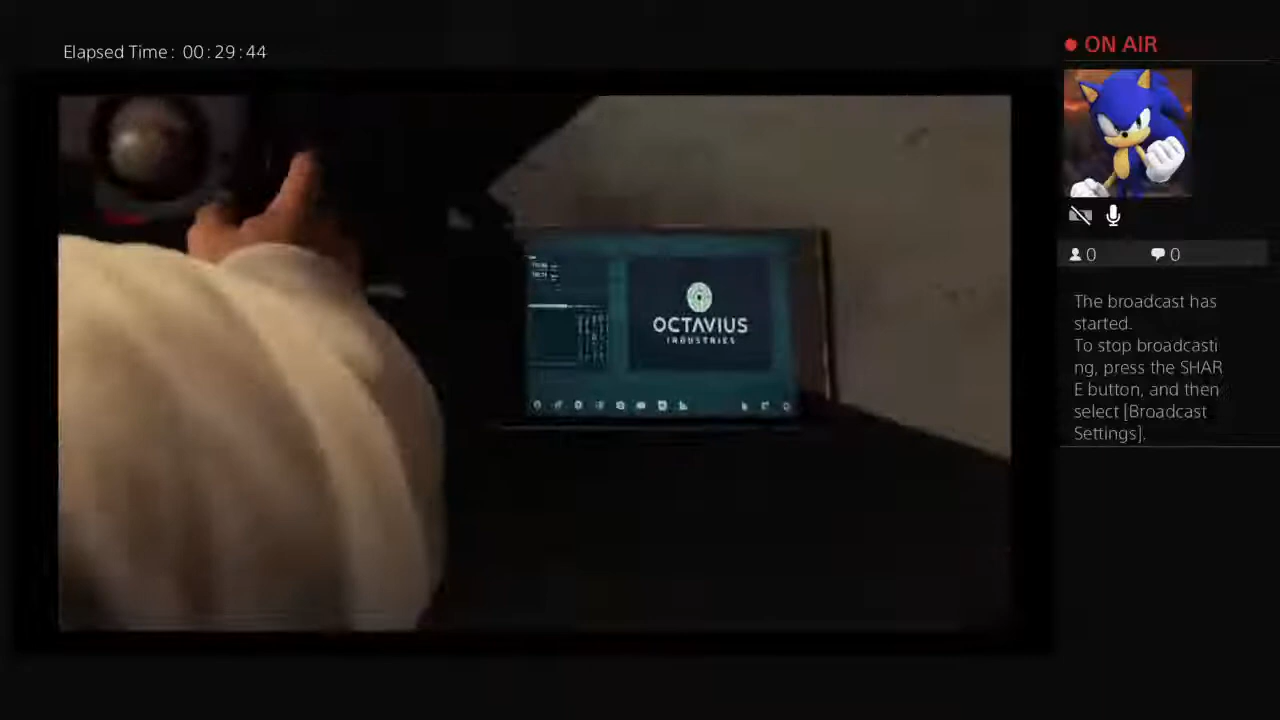 Elapsed Time: 00:29:44
ON AIR
0
0
The broadcast has
started.
To stop broadcasti
ng, press the SHAR
E button, and then
select [Broadcast
Settings].
OCTAVIUS
INDUSTRIES